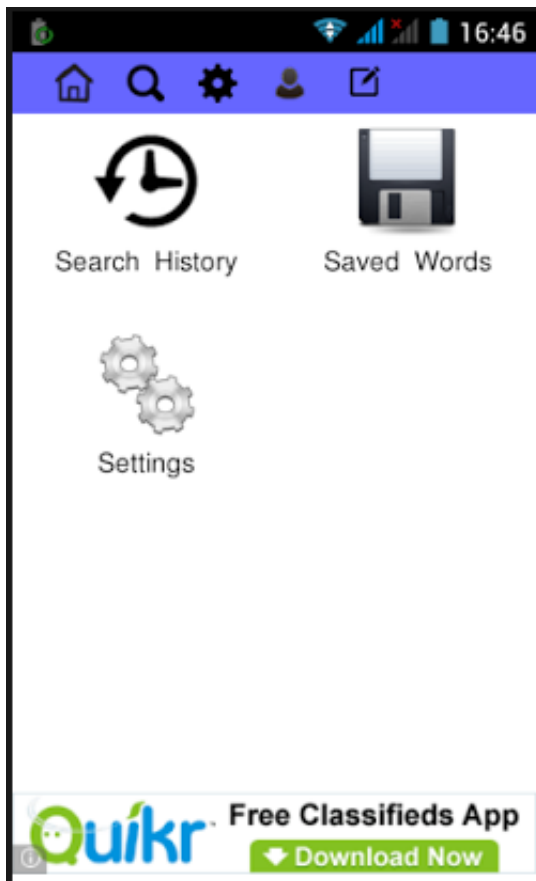 16:46
Search History
Saved Words
Settings
Quikr
Free Classifieds App
Download Now